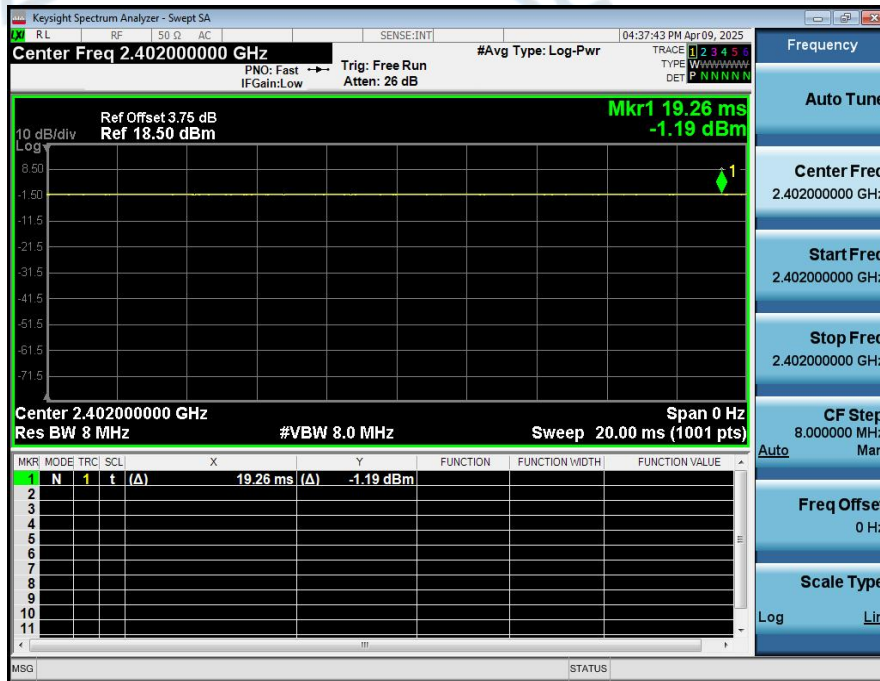 Keysight Spectrum Analyzer - Swept SA
LXI RL RF 50 Ω AC SENSE:INT 04:37:43 PM Apr 09, 2025
Center Freq 2.402000000 GHz #Avg Type: Log-Pwr TRACE 1 2 3 4 5 6
PNO: Fast Trig: Free Run TYPE WWWWWW
IFGain:Low Atten: 26 dB DET P N N N N N
Ref Offset 3.75 dB Mkr1 19.26 ms
10 dB/div Ref 18.50 dBm -1.19 dBm
Log
8.50
1
-1.50
-11.5
-21.5
-31.5
-41.5
-51.5
-61.5
-71.5
Center 2.402000000 GHz Span 0 Hz
Res BW 8 MHz #VBW 8.0 MHz Sweep 20.00 ms (1001 pts)
MKR MODE TRC SCL X Y FUNCTION FUNCTION WIDTH FUNCTION VALUE
1 N 1 t (Δ) 19.26 ms (Δ) -1.19 dBm
2
3
4
5
6
7
8
9
10
11
MSG STATUS
Frequency
Auto Tune
Center Freq
2.402000000 GHz
Start Freq
2.402000000 GHz
Stop Freq
2.402000000 GHz
CF Step
8.000000 MHz
Auto Man
Freq Offset
0 Hz
Scale Type
Log Lin